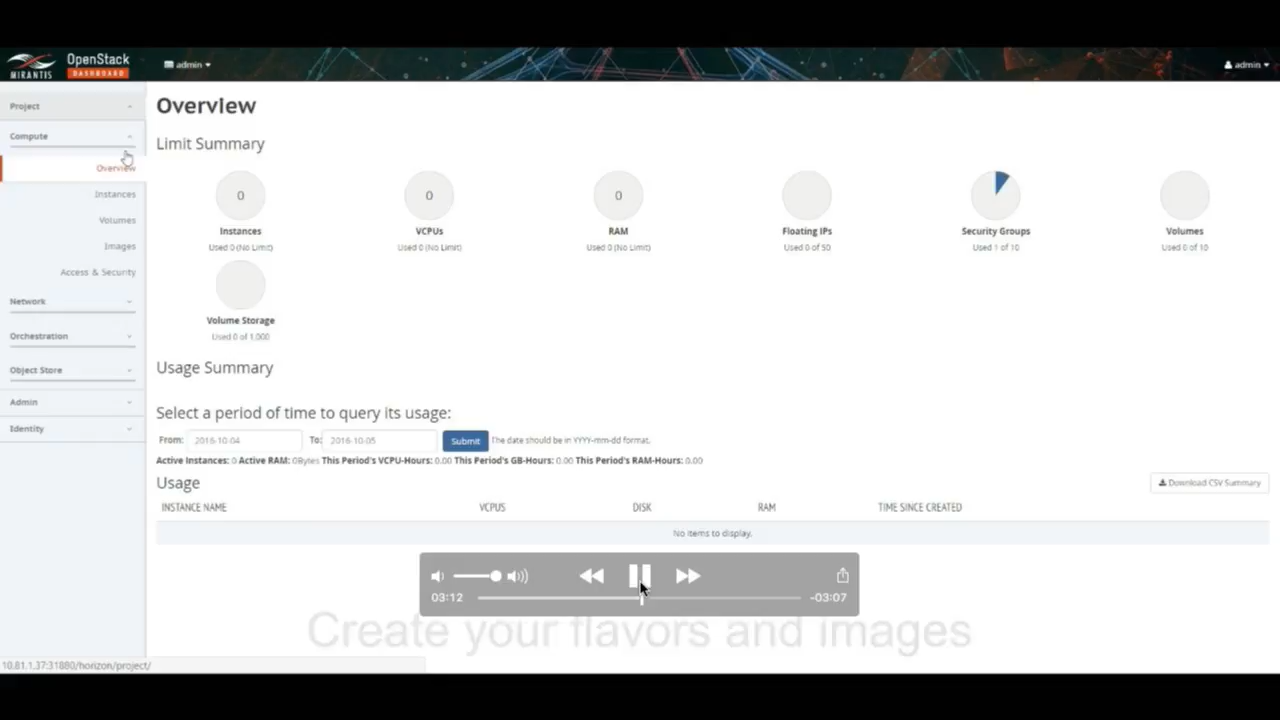 MIRANTIS
OpenStack
DASHBOARD
admin
admin
Project
Compute
Overview
Instances
Volumes
Images
Access & Security
Network
Orchestration
Object Store
Admin
Identity
Overview
Limit Summary
0 0 0
Instances VCPUs RAM Floating IPs Security Groups Volumes
Used 0 (No Limit) Used 0 (No Limit) Used 0 (No Limit) Used 0 of 50 Used 1 of 10 Used 0 of 10
Volume Storage
Used 0 of 1,000
Usage Summary
Select a period of time to query its usage:
From: 2016-10-04 To: 2016-10-05 Submit The date should be in YYYY-mm-dd format.
Active Instances: 0 Active RAM: 0Bytes This Period's VCPU-Hours: 0.00 This Period's GB-Hours: 0.00 This Period's RAM-Hours: 0.00
Usage
Download CSV Summary
INSTANCE NAME VCPUS DISK RAM TIME SINCE CREATED
No items to display.
03:12 -03:07
Create your flavors and images
10.81.1.37:31880/horizon/project/